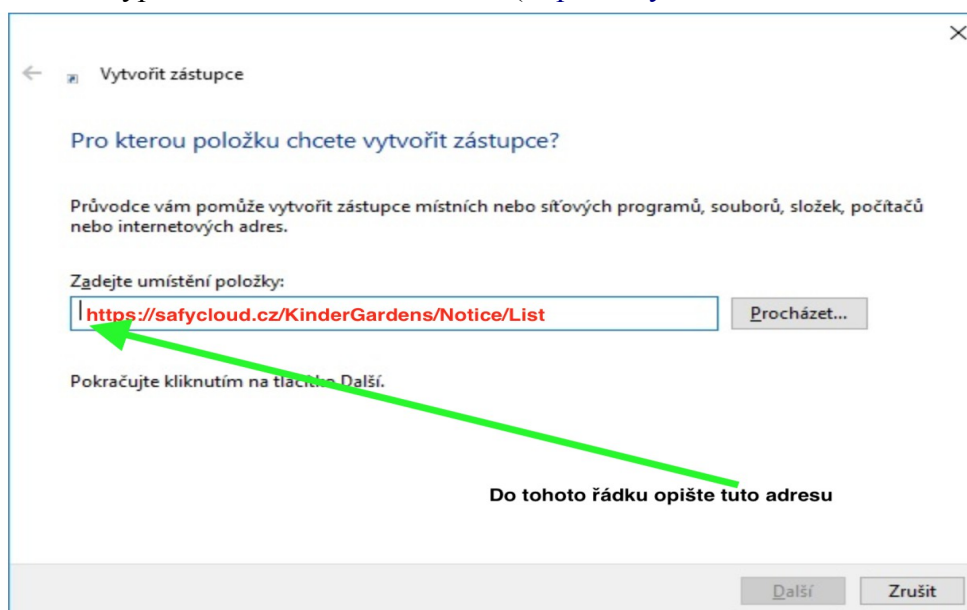 Vytvořit zástupce
Pro kterou položku chcete vytvořit zástupce?
Průvodce vám pomůže vytvořit zástupce místních nebo síťových programů, souborů, složek, počítačů
nebo internetových adres.
Zadejte umístění položky:
https://safycloud.cz/KinderGardens/Notice/List
Procházet...
Pokračujte kliknutím na tlačítko Další.
Do tohoto řádku opište tuto adresu
Další
Zrušit